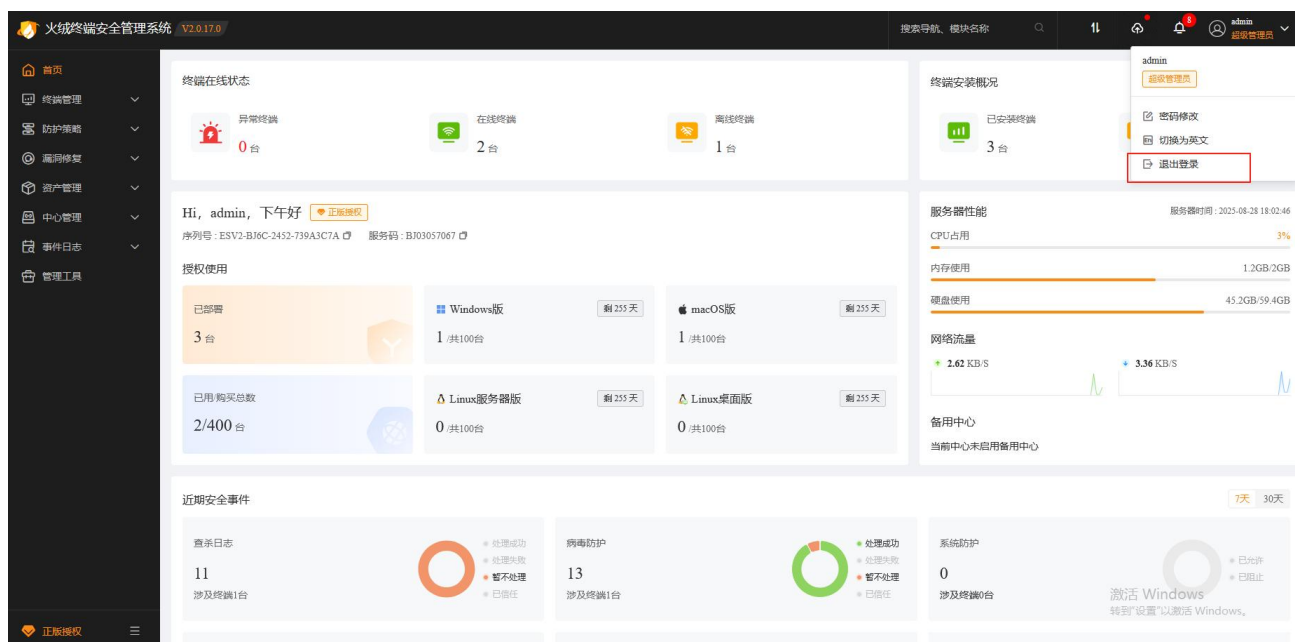 火绒终端安全管理系统 V2.0.17.0
搜索导航、模块名称
8
admin
超级管理员
admin
超级管理员
密码修改
切换为英文
退出登录
首页
终端管理
防护策略
漏洞修复
资产管理
中心管理
事件日志
管理工具
正版授权
终端在线状态
异常终端
0 台
在线终端
2 台
离线终端
1 台
终端安装概况
已安装终端
3 台
Hi, admin, 下午好 正版授权
序列号 : ESV2-BJ6C-2452-739A3C7A 服务码 : BJ03057067
授权使用
已部署
3 台
Windows版 剩 255 天
1 /共100台
macOS版 剩 255 天
1 /共100台
已用/购买总数
2/400 台
Linux服务器版 剩 255 天
0 /共100台
Linux桌面版 剩 255 天
0 /共100台
服务器性能 服务器时间 : 2025-08-28 18:02:46
CPU占用 3%
内存使用 1.2GB/2GB
硬盘使用 45.2GB/59.4GB
网络流量
2.62 KB/S 3.36 KB/S
备用中心
当前中心未启用备用中心
近期安全事件 7天 30天
查杀日志
11
涉及终端1台
处理成功
处理失败
暂不处理
已信任
病毒防护
13
涉及终端1台
处理成功
处理失败
暂不处理
已信任
系统防护
0
涉及终端0台
已允许
已阻止
激活 Windows
转到"设置"以激活 Windows。